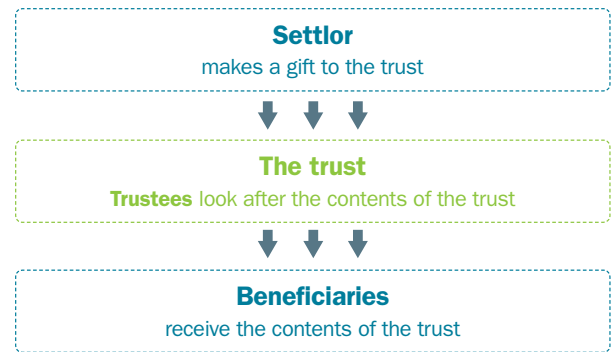 Settlor
makes a gift to the trust
The trust
Trustees look after the contents of the trust
Beneficiaries
receive the contents of the trust